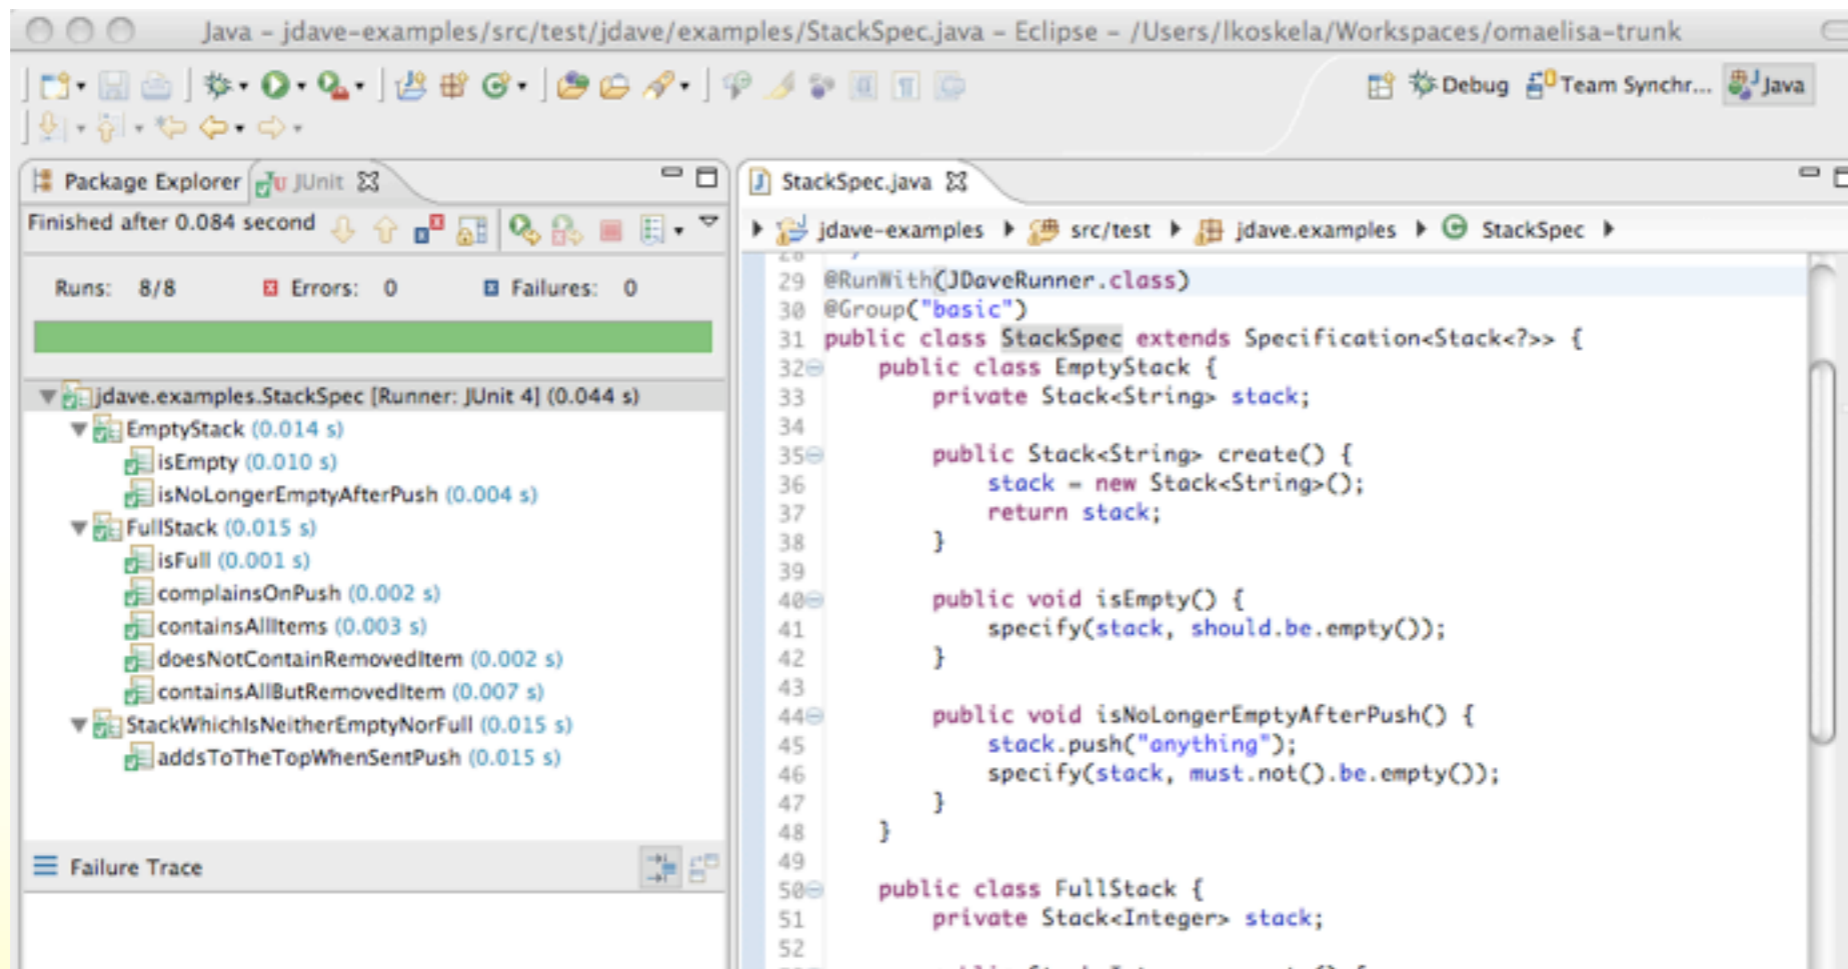 Java – jdave-examples/src/test/jdave/examples/StackSpec.java – Eclipse – /Users/lkoskela/Workspaces/omaelisa-trunk
Debug Team Synchr... Java
Package Explorer JUnit
Finished after 0.084 second
Runs: 8/8 Errors: 0 Failures: 0
jdave.examples.StackSpec [Runner: JUnit 4] (0.044 s)
EmptyStack (0.014 s)
isEmpty (0.010 s)
isNoLongerEmptyAfterPush (0.004 s)
FullStack (0.015 s)
isFull (0.001 s)
complainsOnPush (0.002 s)
containsAllItems (0.003 s)
doesNotContainRemovedItem (0.002 s)
containsAllButRemovedItem (0.007 s)
StackWhichIsNeitherEmptyNorFull (0.015 s)
addsToTheTopWhenSentPush (0.015 s)
Failure Trace
StackSpec.java
jdave-examples src/test jdave.examples StackSpec
29 @RunWith(JDaveRunner.class)
30 @Group("basic")
31 public class StackSpec extends Specification<Stack<?>> {
32 public class EmptyStack {
33 private Stack<String> stack;
34
35 public Stack<String> create() {
36 stack = new Stack<String>();
37 return stack;
38 }
39
40 public void isEmpty() {
41 specify(stack, should.be.empty());
42 }
43
44 public void isNoLongerEmptyAfterPush() {
45 stack.push("anything");
46 specify(stack, must.not().be.empty());
47 }
48 }
49
50 public class FullStack {
51 private Stack<Integer> stack;
52